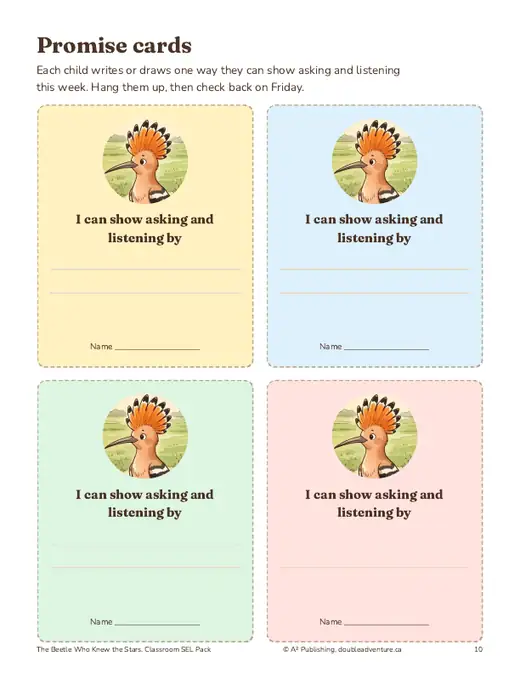 Promise cards
Each child writes or draws one way they can show asking and listening
this week. Hang them up, then check back on Friday.
I can show asking and
listening by
Name
I can show asking and
listening by
Name
I can show asking and
listening by
Name
I can show asking and
listening by
Name
The Beetle Who Knew the Stars. Classroom SEL Pack
© A² Publishing, doubleadventure.ca
10